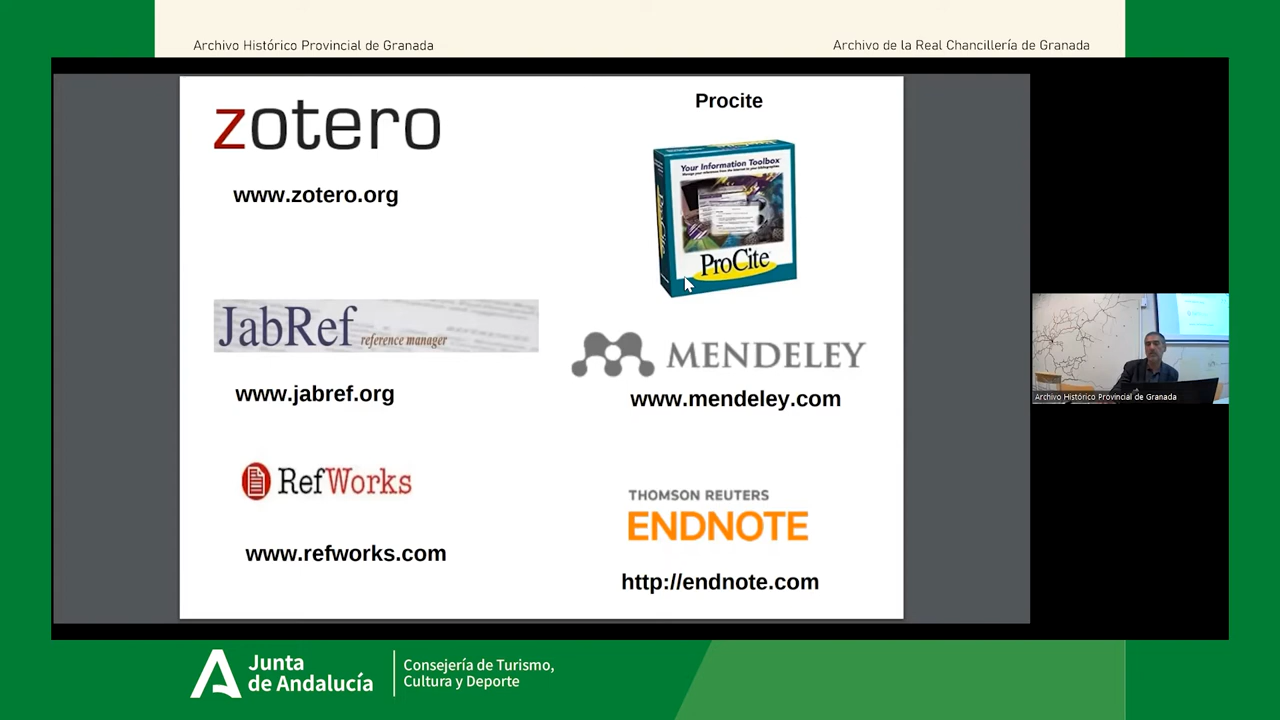 Archivo Histórico Provincial de Granada
Archivo de la Real Chancillería de Granada
zotero
www.zotero.org
Procite
Your Information Toolbox
ProCite
ProCite
JabRef reference manager
www.jabref.org
MENDELEY
www.mendeley.com
RefWorks
www.refworks.com
THOMSON REUTERS
ENDNOTE
http://endnote.com
Archivo Histórico Provincial de Granada
Junta
de Andalucía
Consejería de Turismo,
Cultura y Deporte